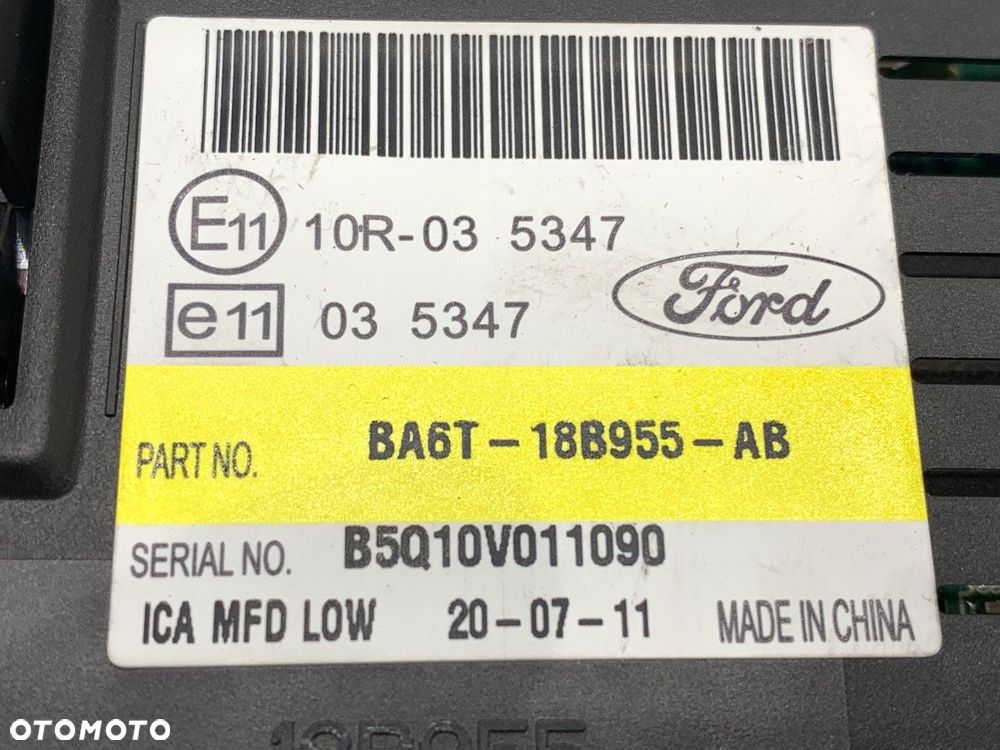 E11 10R-03 5347
e11 03 5347
Ford
PART NO. BA6T-18B955-AB
SERIAL NO. B5Q10V011090
ICA MFD LOW 20-07-11 MADE IN CHINA
OTOMOTO